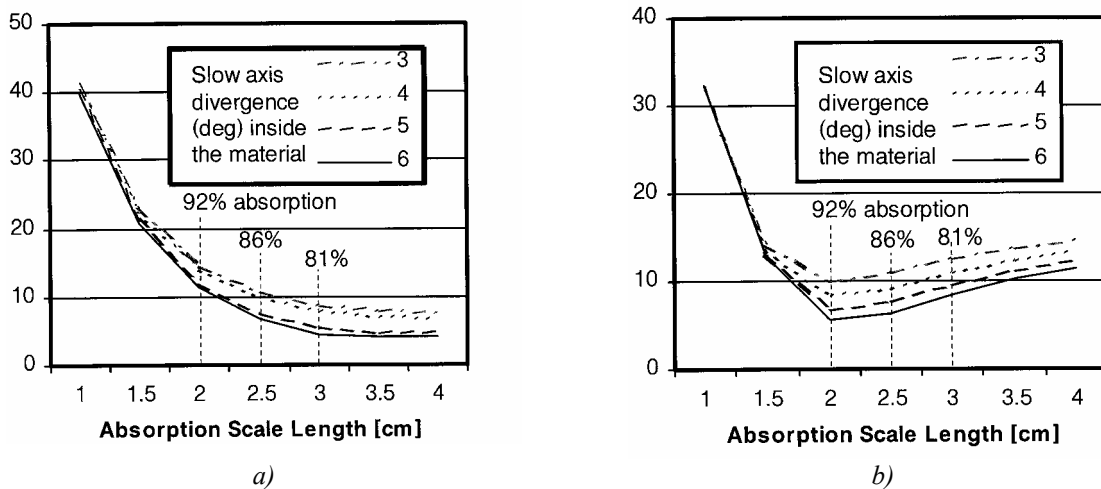 50
40
30
20
10
0
Slow axis
divergence
(deg) inside
the material
3
4
5
6
92% absorption
86%
81%
1 1.5 2 2.5 3 3.5 4
Absorption Scale Length [cm]
a)
40
30
20
10
0
Slow axis
divergence
(deg) inside
the material
3
4
5
6
92% absorption
86%
81%
1 1.5 2 2.5 3 3.5 4
Absorption Scale Length [cm]
b)